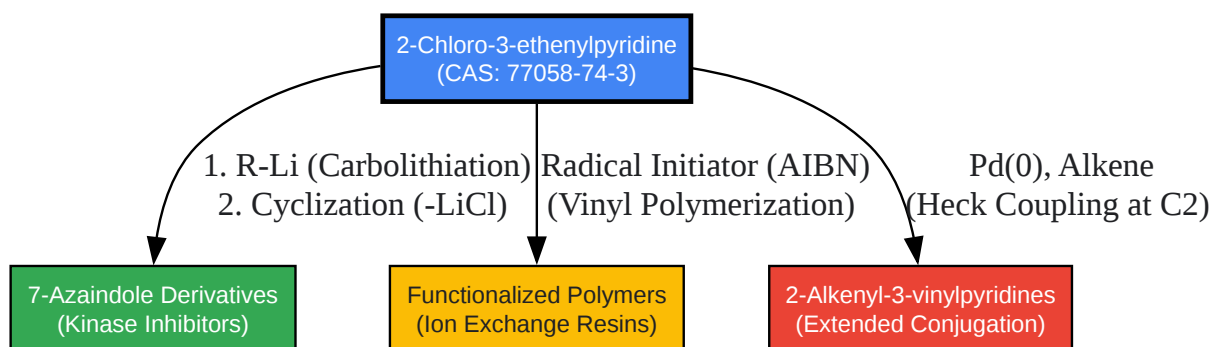 2-Chloro-3-ethenylpyridine
(CAS: 77058-74-3)
1. R-Li (Carbolithiation)
2. Cyclization (-LiCl)
Radical Initiator (AIBN)
(Vinyl Polymerization)
Pd(0), Alkene
(Heck Coupling at C2)
7-Azaindole Derivatives
(Kinase Inhibitors)
Functionalized Polymers
(Ion Exchange Resins)
2-Alkenyl-3-vinylpyridines
(Extended Conjugation)